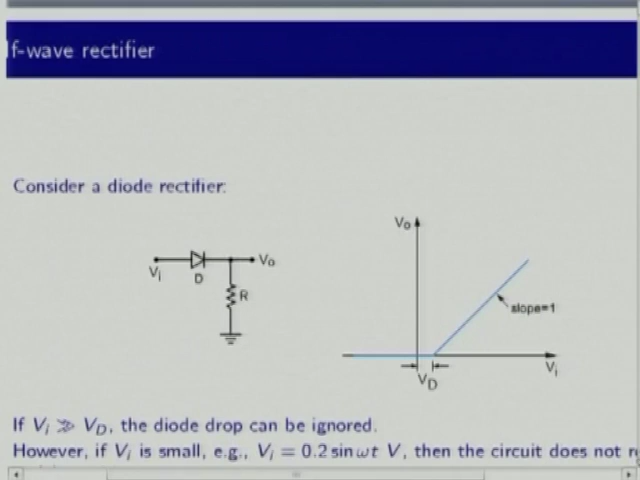 lf-wave rectifier
Consider a diode rectifier:
Vo
Vi
D
Vo
R
slope=1
VD
Vi
If Vi ≫ VD, the diode drop can be ignored.
However, if Vi is small, e.g., Vi = 0.2 sin ωt V, then the circuit does not